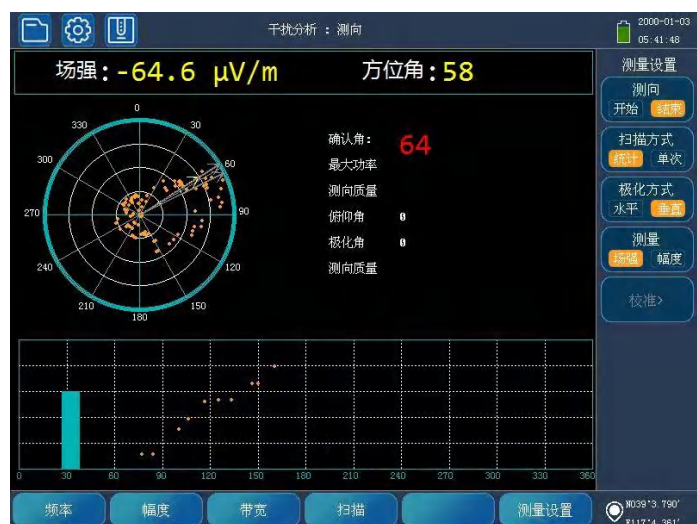 干扰分析 : 测向
2000-01-03
05:41:48
场强:-64.6 μV/m 方位角:58
测量设置
测向
开始 结束
扫描方式
统计 单次
极化方式
水平 垂直
测量
场强 幅度
校准>
0
330 30
300 60
270 90
240 120
210 150
180
确认角: 64
最大功率
测向质量
俯仰角 0
极化角 0
测向质量
0 30 60 90 120 150 180 210 240 270 300 330 360
频率 幅度 带宽 扫描 测量设置
N039°3.790'
E117°4.361'